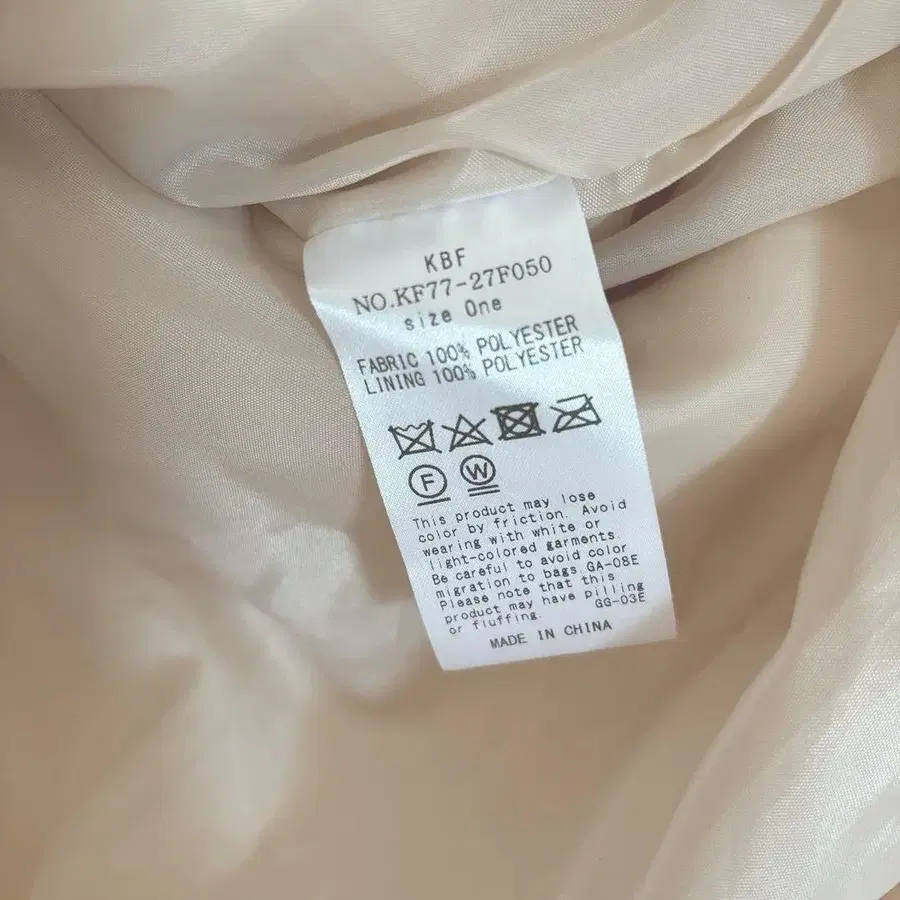 KBF
NO.KF77-27F050
size One
FABRIC 100% POLYESTER
LINING 100% POLYESTER
F W
This product may lose
color by friction. Avoid
wearing with white or
light-colored garments.
Be careful to avoid color
migration to bags GA-08E
Please note that this
product may have pilling
or fluffing. GG-03E
MADE IN CHINA